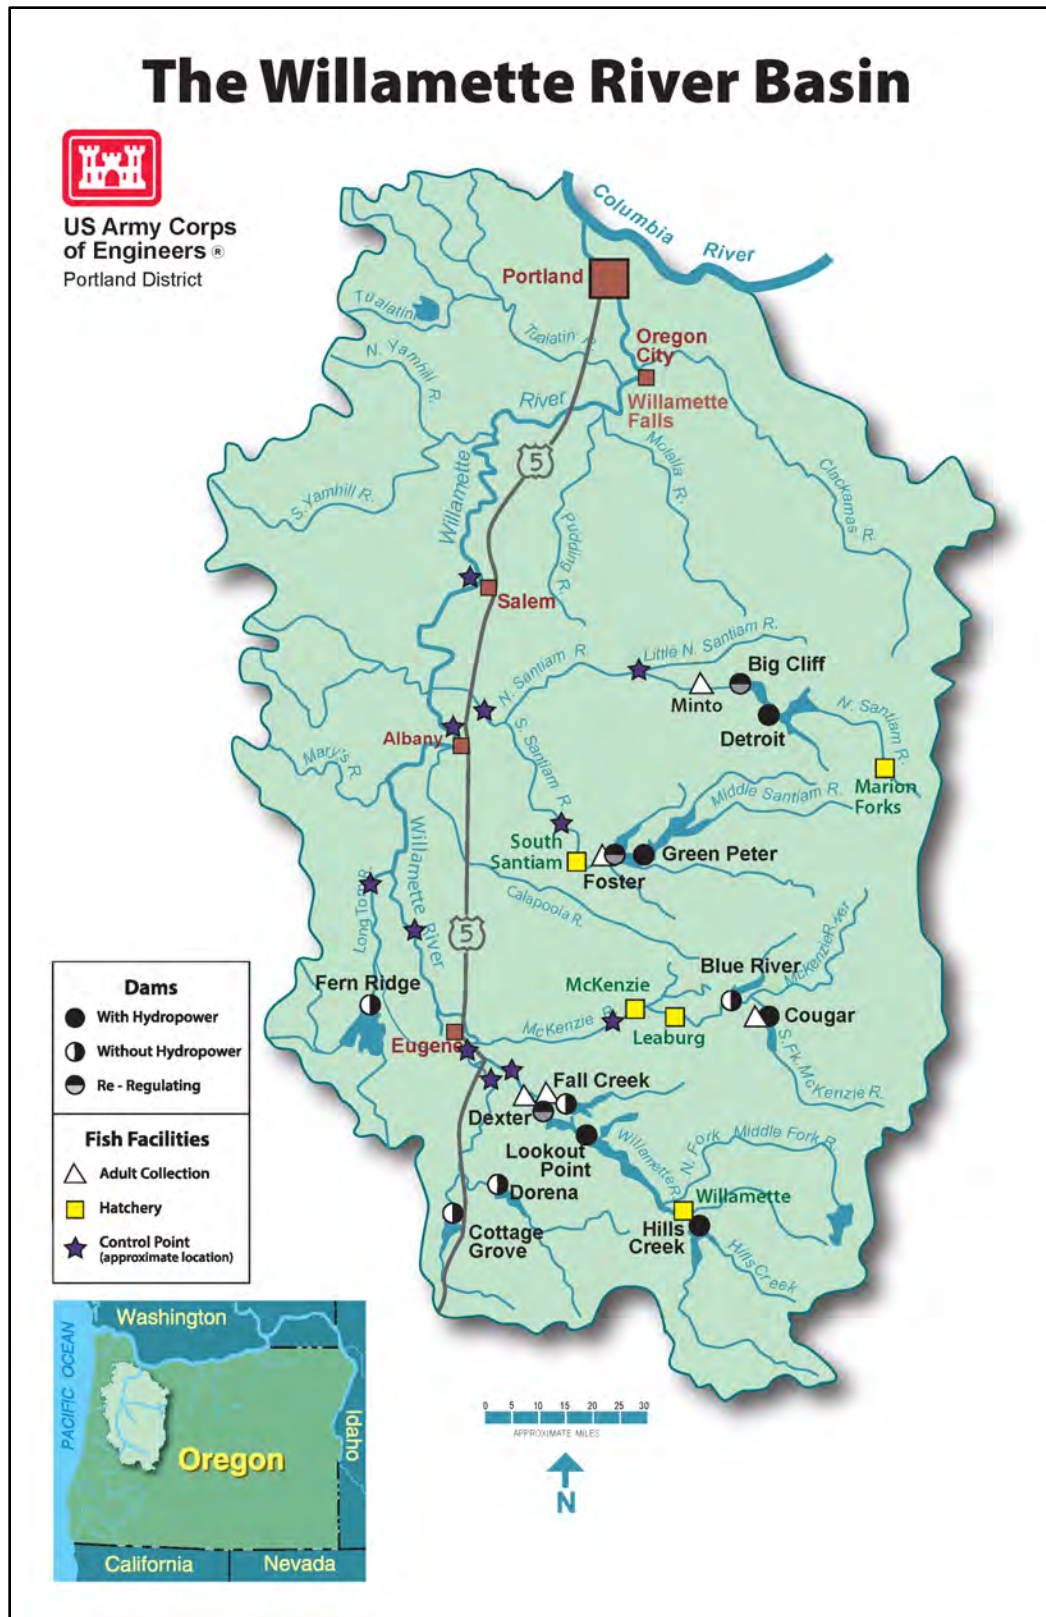 The Willamette River Basin
US Army Corps
of Engineers ®
Portland District
Columbia
River
Portland
Tualatin
Tualatin R.
Oregon
City
N. Yamhill R.
River
Willamette
Falls
Willamette
5
Molalla R.
Clackamas R.
S. Yamhill R.
Pudding R.
Salem
Little N. Santiam R.
N. Santiam R.
Big Cliff
Minto
N. Santiam R.
Detroit
S. Santiam R.
Albany
Mary's R.
Marion
Forks
Middle Santiam R.
South
Santiam
Green Peter
Foster
Willamette River
Long Tom R.
Calapooia R.
5
McKenzie River
Blue River
Fern Ridge
McKenzie
Cougar
McKenzie R.
Leaburg
Eugene
S. Fk. McKenzie R.
Fall Creek
Dexter
Lookout
Point
Willamette R.
N. Fork Middle Fork R.
Dorena
Willamette
Cottage
Grove
Hills
Creek
Hills Creek
Dams
With Hydropower
Without Hydropower
Re - Regulating
Fish Facilities
Adult Collection
Hatchery
Control Point
(approximate location)
Washington
PACIFIC OCEAN
Idaho
Oregon
California
Nevada
0 5 10 15 20 25 30
APPROXIMATE MILES
N